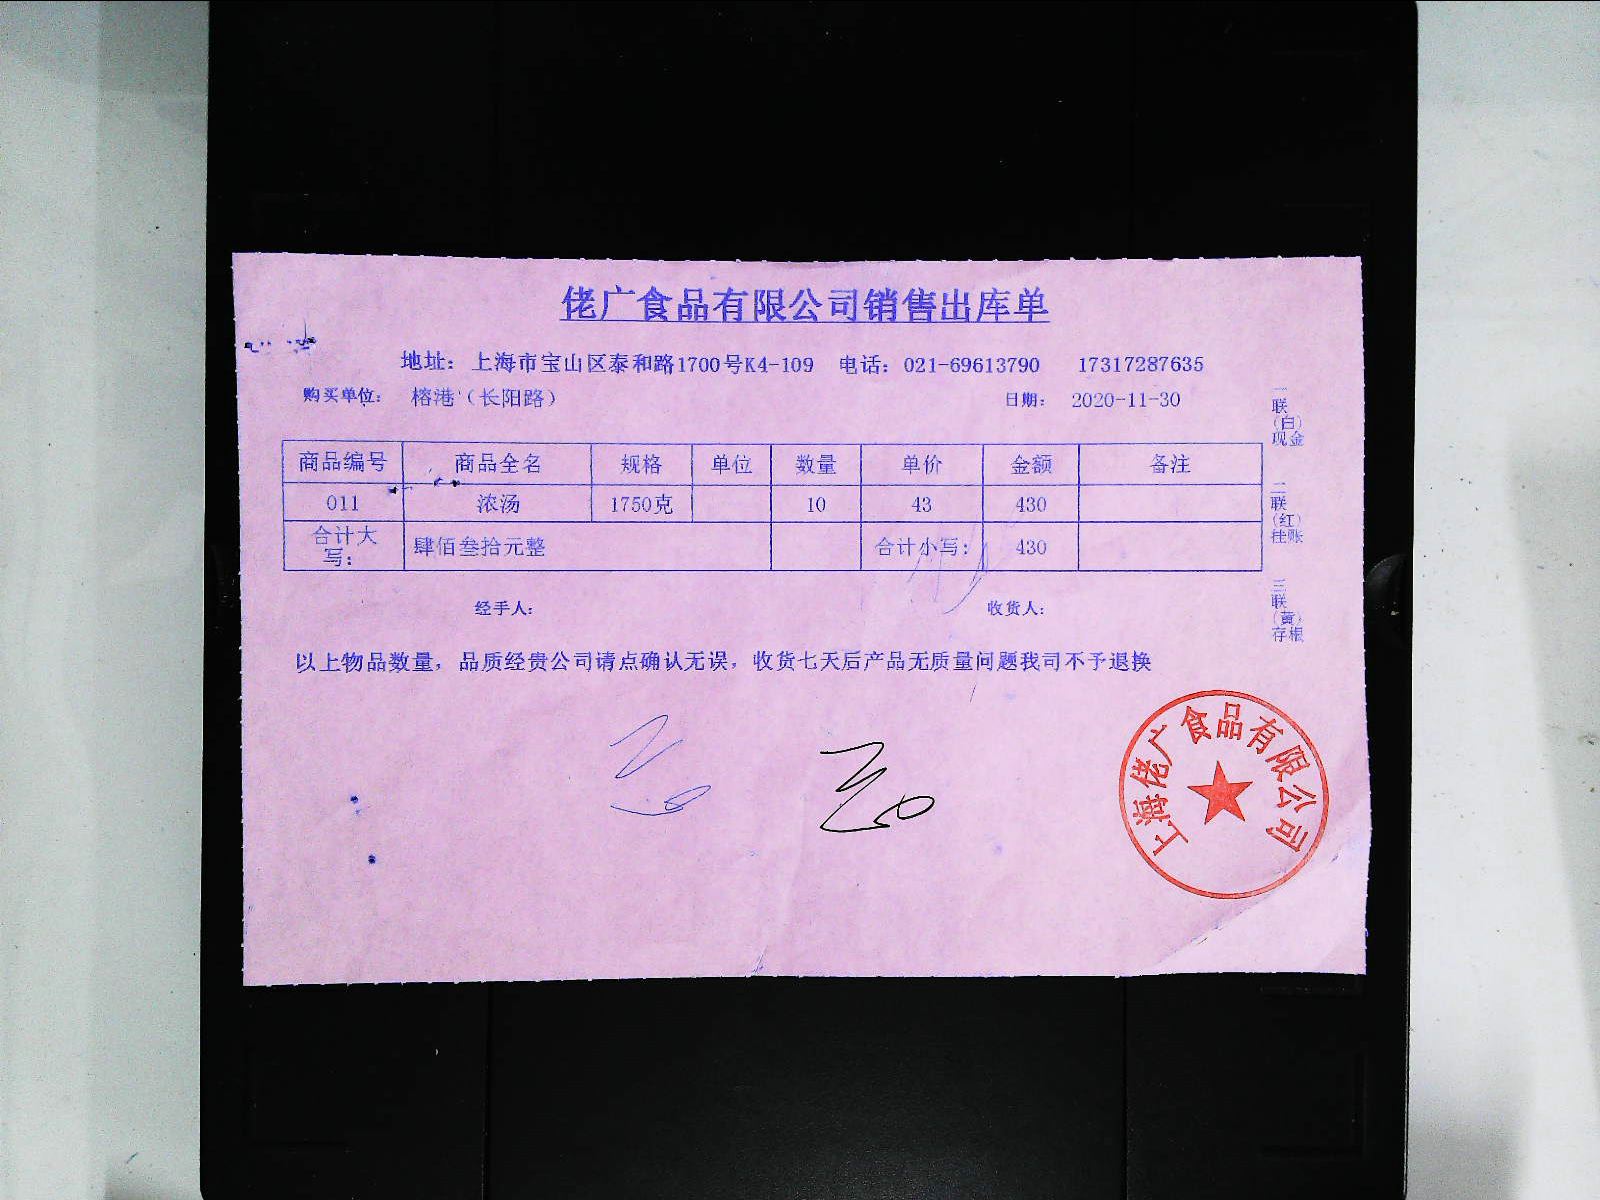 佬广食品有限公司销售出库单
地址：上海市宝山区泰和路1700号K4-109 电话：021-69613790 17317287635
购买单位： 榕港（长阳路） 日期： 2020-11-30
商品编号 商品全名 规格 单位 数量 单价 金额 备注
011 浓汤 1750克 10 43 430
合计大写： 肆佰叁拾元整 合计小写： 430
经手人： 收货人：
以上物品数量，品质经贵公司请点确认无误，收货七天后产品无质量问题我司不予退换
一联（白）现金
二联（红）挂账
三联（黄）存根
上海佬广食品有限公司